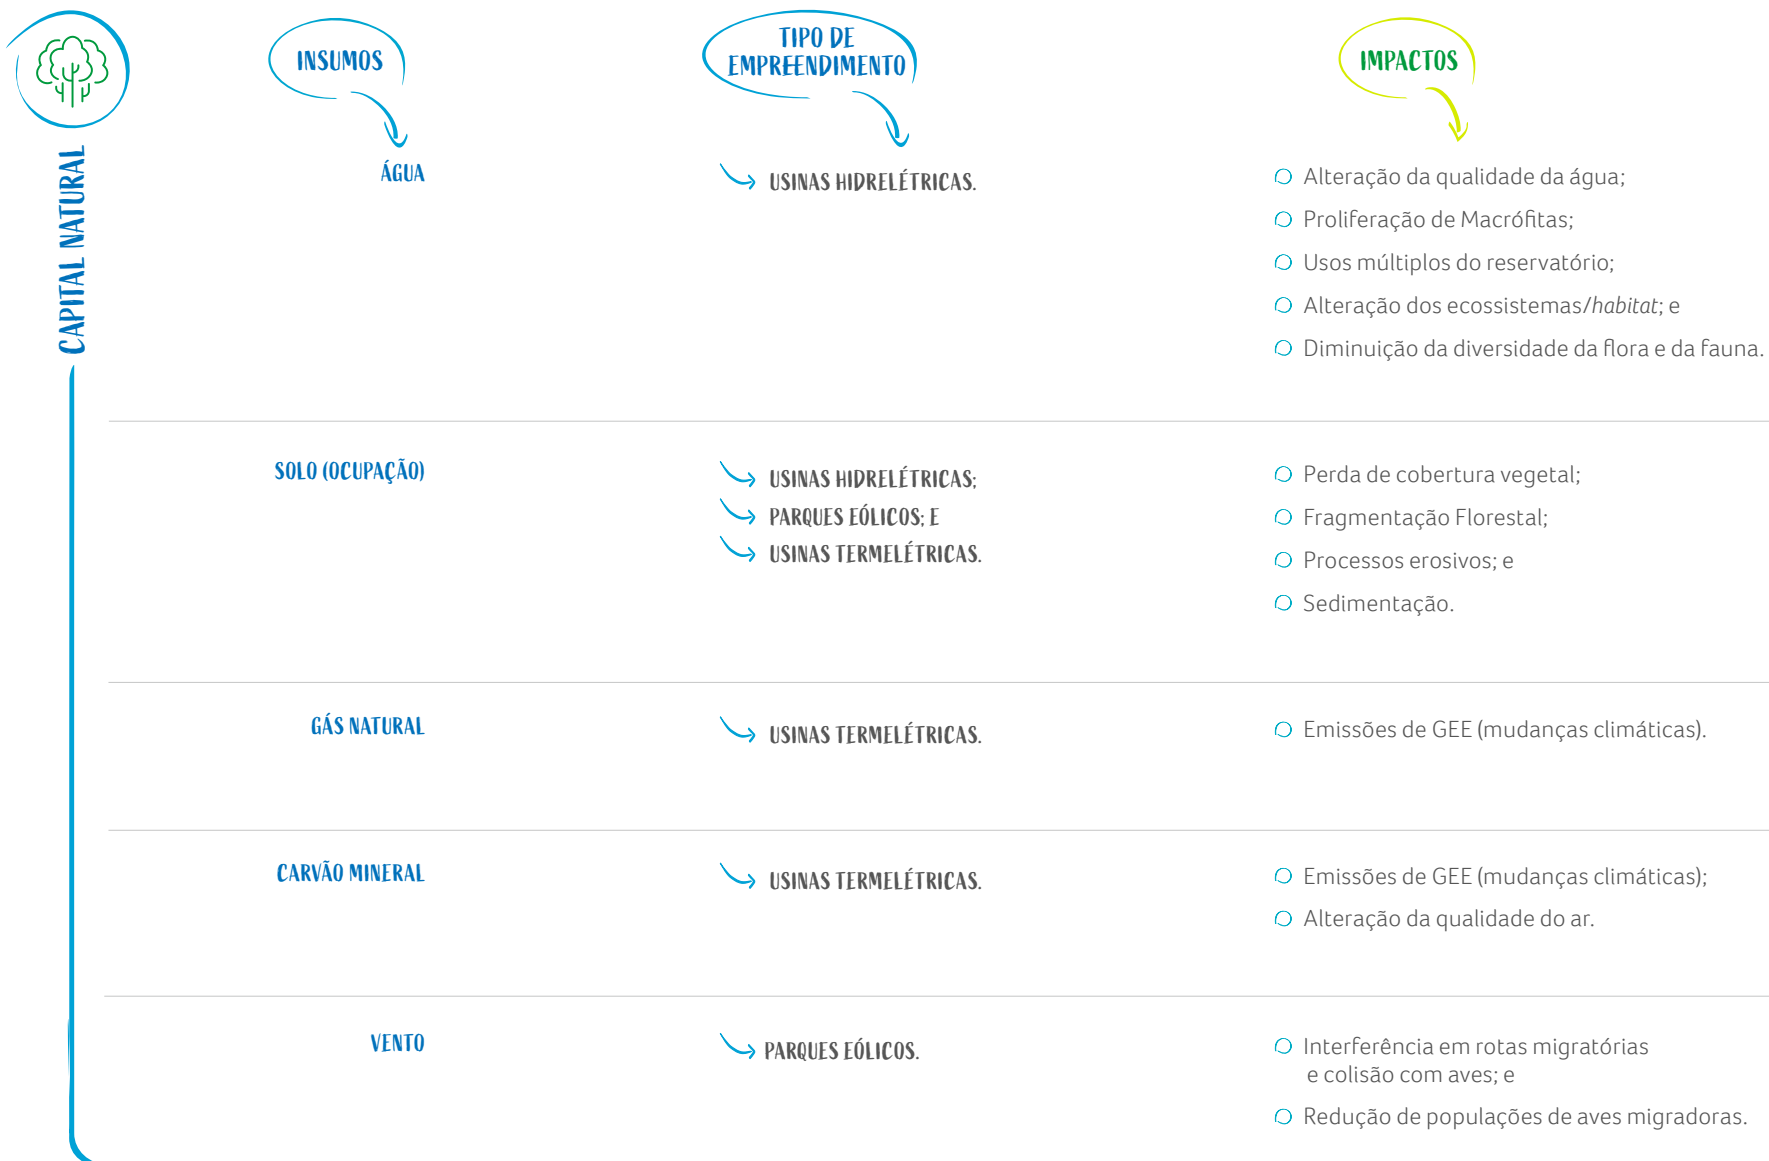 CAPITAL NATURAL
INSUMOS
TIPO DE
EMPREENDIMENTO
IMPACTOS
ÁGUA
USINAS HIDRELÉTRICAS.
Alteração da qualidade da água;
Proliferação de Macrófitas;
Usos múltiplos do reservatório;
Alteração dos ecossistemas/habitat; e
Diminuição da diversidade da flora e da fauna.
SOLO (OCUPAÇÃO)
USINAS HIDRELÉTRICAS;
PARQUES EÓLICOS; E
USINAS TERMELÉTRICAS.
Perda de cobertura vegetal;
Fragmentação Florestal;
Processos erosivos; e
Sedimentação.
GÁS NATURAL
USINAS TERMELÉTRICAS.
Emissões de GEE (mudanças climáticas).
CARVÃO MINERAL
USINAS TERMELÉTRICAS.
Emissões de GEE (mudanças climáticas);
Alteração da qualidade do ar.
VENTO
PARQUES EÓLICOS.
Interferência em rotas migratórias
e colisão com aves; e
Redução de populações de aves migradoras.